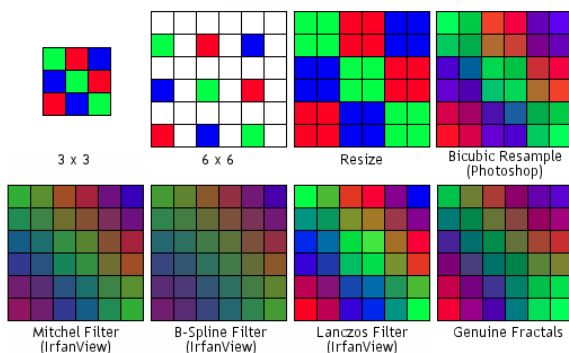 3 x 3
6 x 6
Resize
Bicubic Resample
(Photoshop)
Mitchel Filter
(IrfanView)
B-Spline Filter
(IrfanView)
Lanczos Filter
(IrfanView)
Genuine Fractals